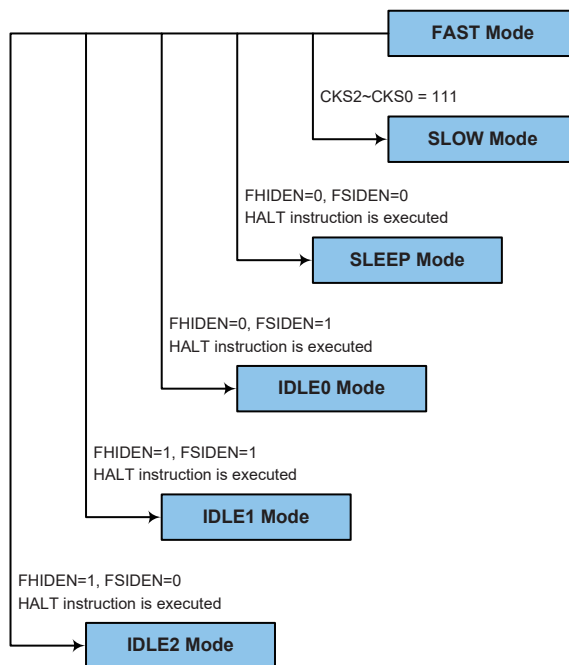 FAST Mode
CKS2~CKS0 = 111
SLOW Mode
FHIDEN=0, FSIDEN=0
HALT instruction is executed
SLEEP Mode
FHIDEN=0, FSIDEN=1
HALT instruction is executed
IDLE0 Mode
FHIDEN=1, FSIDEN=1
HALT instruction is executed
IDLE1 Mode
FHIDEN=1, FSIDEN=0
HALT instruction is executed
IDLE2 Mode